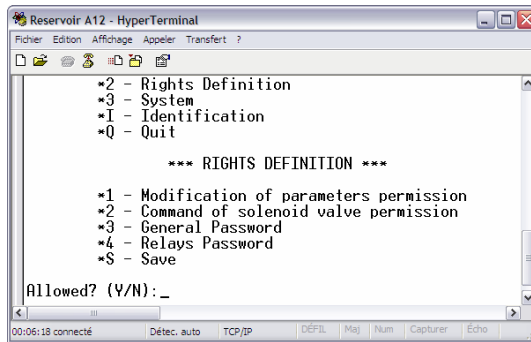 Reservoir A12 - HyperTerminal
Fichier Edition Affichage Appeler Transfert ?
*2 - Rights Definition
*3 - System
*I - Identification
*Q - Quit
*** RIGHTS DEFINITION ***
*1 - Modification of parameters permission
*2 - Command of solenoid valve permission
*3 - General Password
*4 - Relays Password
*S - Save
Allowed? (Y/N):_
00:06:18 connecté Détec. auto TCP/IP DÉFIL Maj Num Capturer Écho